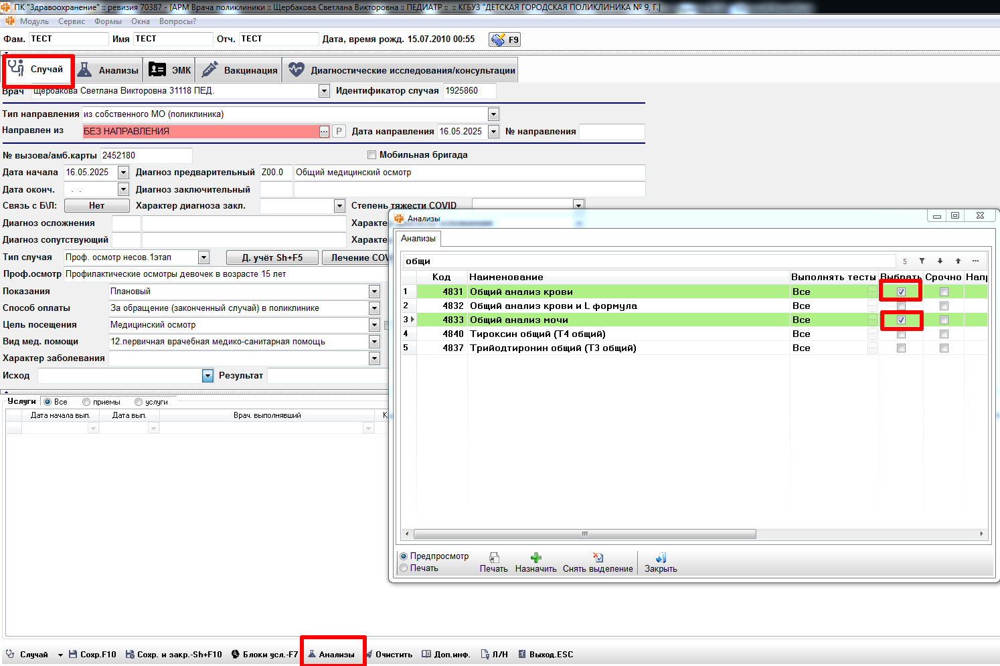 ПК "Здравоохранение" :: ревизия 70387 - [АРМ Врача поликлиники :: Щербакова Светлана Викторовна :: ПЕДИАТР :: :: КГБУЗ "ДЕТСКАЯ ГОРОДСКАЯ ПОЛИКЛИНИКА № 9, Г.]
Модуль Сервис Формы Окна Вопросы?
Фам. ТЕСТ Имя ТЕСТ Отч. ТЕСТ Дата, время рожд. 15.07.2010 00:55 F9
Случай Анализы ЭМК Вакцинация Диагностические исследования/консультации
Врач Щербакова Светлана Викторовна 31118 ПЕД. Идентификатор случая 1925860
Тип направления из собственного МО (поликлиника)
Направлен из БЕЗ НАПРАВЛЕНИЯ ... Р Дата направления 16.05.2025 № направления
№ вызова/амб.карты 2452180 Мобильная бригада
Дата начала 16.05.2025 Диагноз предварительный Z00.0 Общий медицинский осмотр
Дата оконч. . . Диагноз заключительный
Связь с Б\Л: Нет Характер диагноза закл. Степень тяжести COVID
Диагноз осложнения Характе
Диагноз сопутствующий Характе
Тип случая Проф. осмотр несов.1этап Д. учёт Sh+F5 Лечение COV
Проф.осмотр Профилактические осмотры девочек в возрасте 15 лет
Показания Плановый
Способ оплаты За обращение (законченный случай) в поликлинике
Цель посещения Медицинский осмотр
Вид мед. помощи 12.первичная врачебная медико-санитарная помощь
Характер заболевания
Исход Результат
Услуги Все приемы услуги
Дата начала вып. Дата вып. Врач. выполнявший К
Анализы
Анализы
общи 5 ...
Код Наименование Выполнять тесты Выбрать Срочно Напр
1 4831 Общий анализ крови Все ...
2 4832 Общий анализ крови и L формула Все ...
3 4833 Общий анализ мочи Все ...
4 4840 Тироксин общий (Т4 общий) Все ...
5 4837 Трийодтиронин общий (Т3 общий) Все ...
Предпросмотр
Печать
Печать Назначить Снять выделение Закрыть
Случай Сохр.F10 Сохр. и закр.-Sh+F10 Блоки усл.-F7 Анализы Очистить Доп.инф. Л/Н Выход.ESC